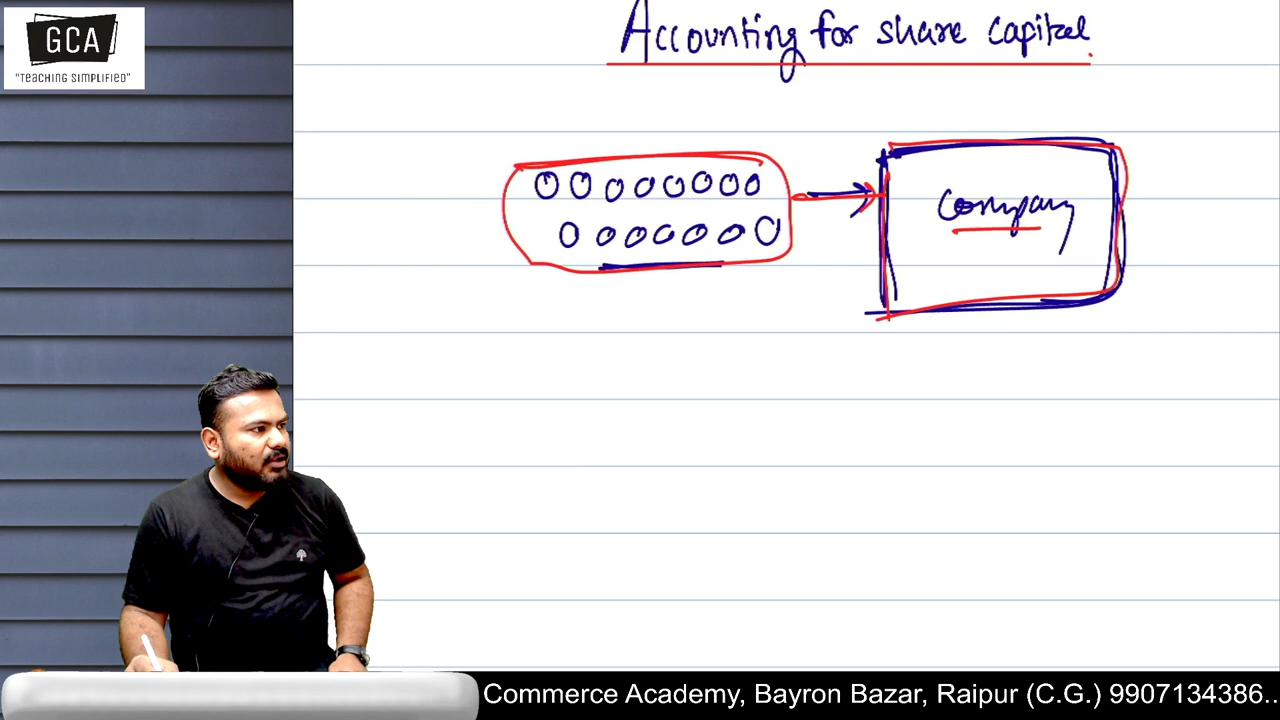 GCA
"TEACHING SIMPLIFIED"
Accounting for share capital
Company
Commerce Academy, Bayron Bazar, Raipur (C.G.) 9907134386..